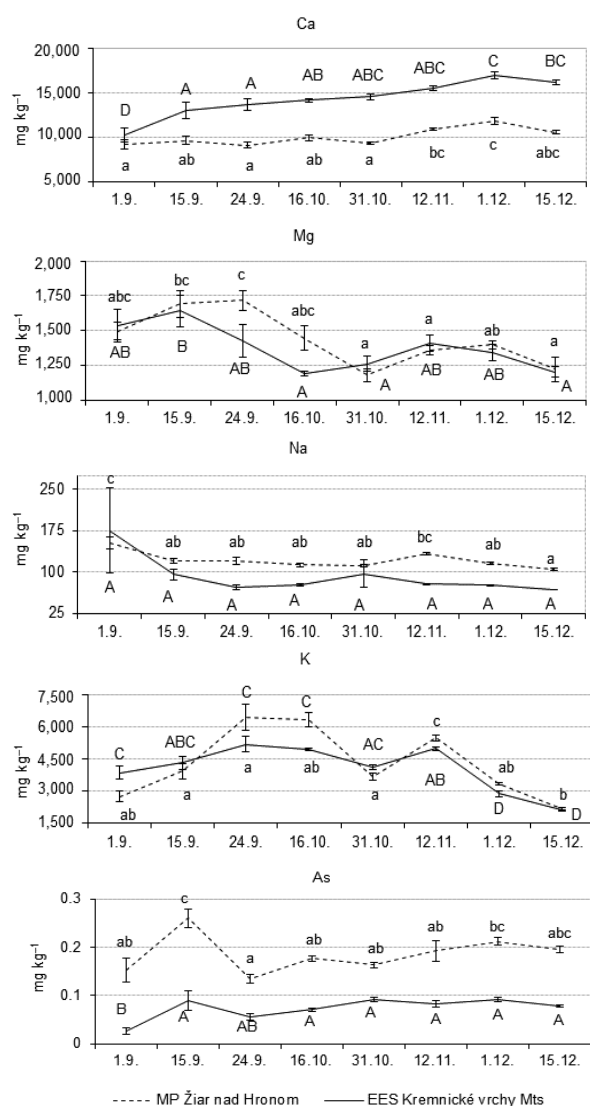 Ca
mg kg⁻¹
20,000
15,000
10,000
5,000
D A A AB ABC ABC C BC
a ab a ab a bc c abc
1.9. 15.9. 24.9. 16.10. 31.10. 12.11. 1.12. 15.12.
Mg
mg kg⁻¹
2,000
1,750
1,500
1,250
1,000
abc bc c abc a a ab a
AB B AB A A AB AB A
1.9. 15.9. 24.9. 16.10. 31.10. 12.11. 1.12. 15.12.
Na
mg kg⁻¹
250
175
100
25
c ab ab ab ab bc ab a
A A A A A A A A
1.9. 15.9. 24.9. 16.10. 31.10. 12.11. 1.12. 15.12.
K
mg kg⁻¹
7,500
6,000
4,500
3,000
1,500
C ABC C C AC c ab b
ab a a ab a AB D D
1.9. 15.9. 24.9. 16.10. 31.10. 12.11. 1.12. 15.12.
As
mg kg⁻¹
0.3
0.2
0.1
0
ab c a ab ab ab bc abc
B A AB A A A A A
1.9. 15.9. 24.9. 16.10. 31.10. 12.11. 1.12. 15.12.
MP Žiar nad Hronom EES Kremnické vrchy Mts